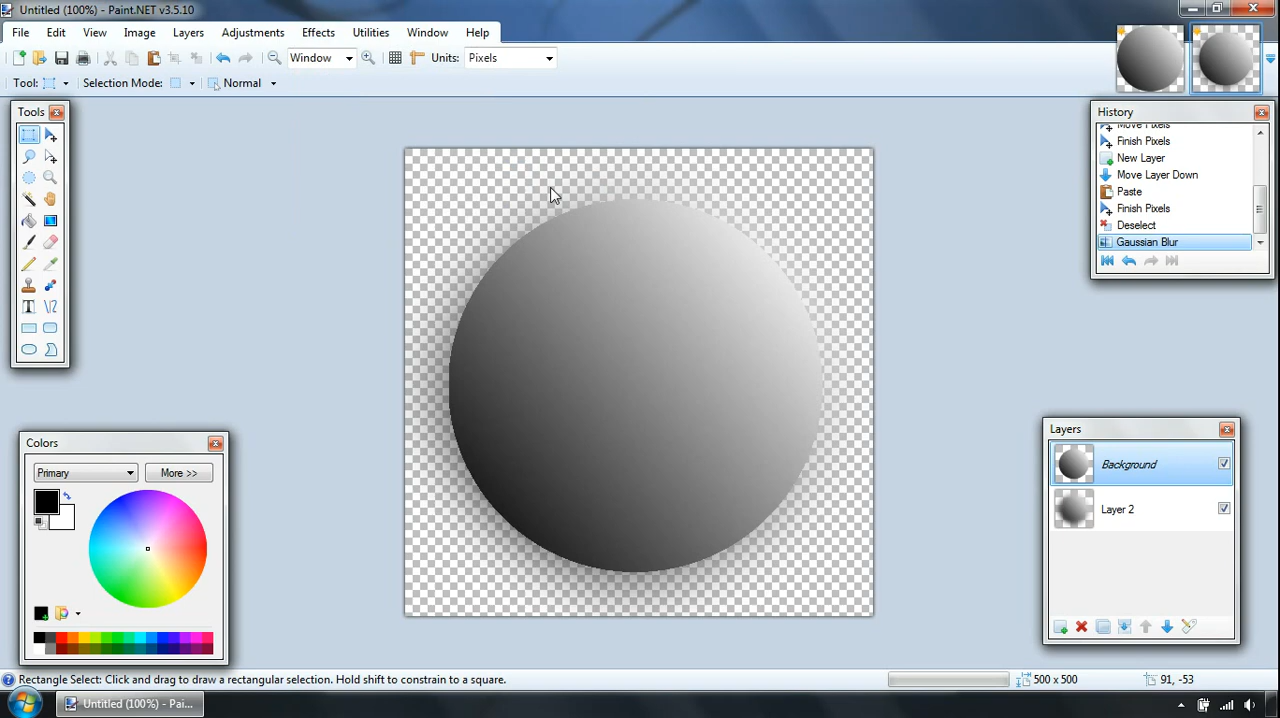 Untitled (100%) - Paint.NET v3.5.10
File Edit View Image Layers Effects Adjustments Utilities Window Help
Window Units: Pixels
Tool: Selection Mode: Normal
Tools
History
Move Pixels
Finish Pixels
New Layer
Move Layer Down
Paste
Finish Pixels
Deselect
Gaussian Blur
Colors
Primary More >>
Layers
Background
Layer 2
Rectangle Select: Click and drag to draw a rectangular selection. Hold shift to constrain to a square. 500 x 500 91, -53
Untitled (100%) - Pai...